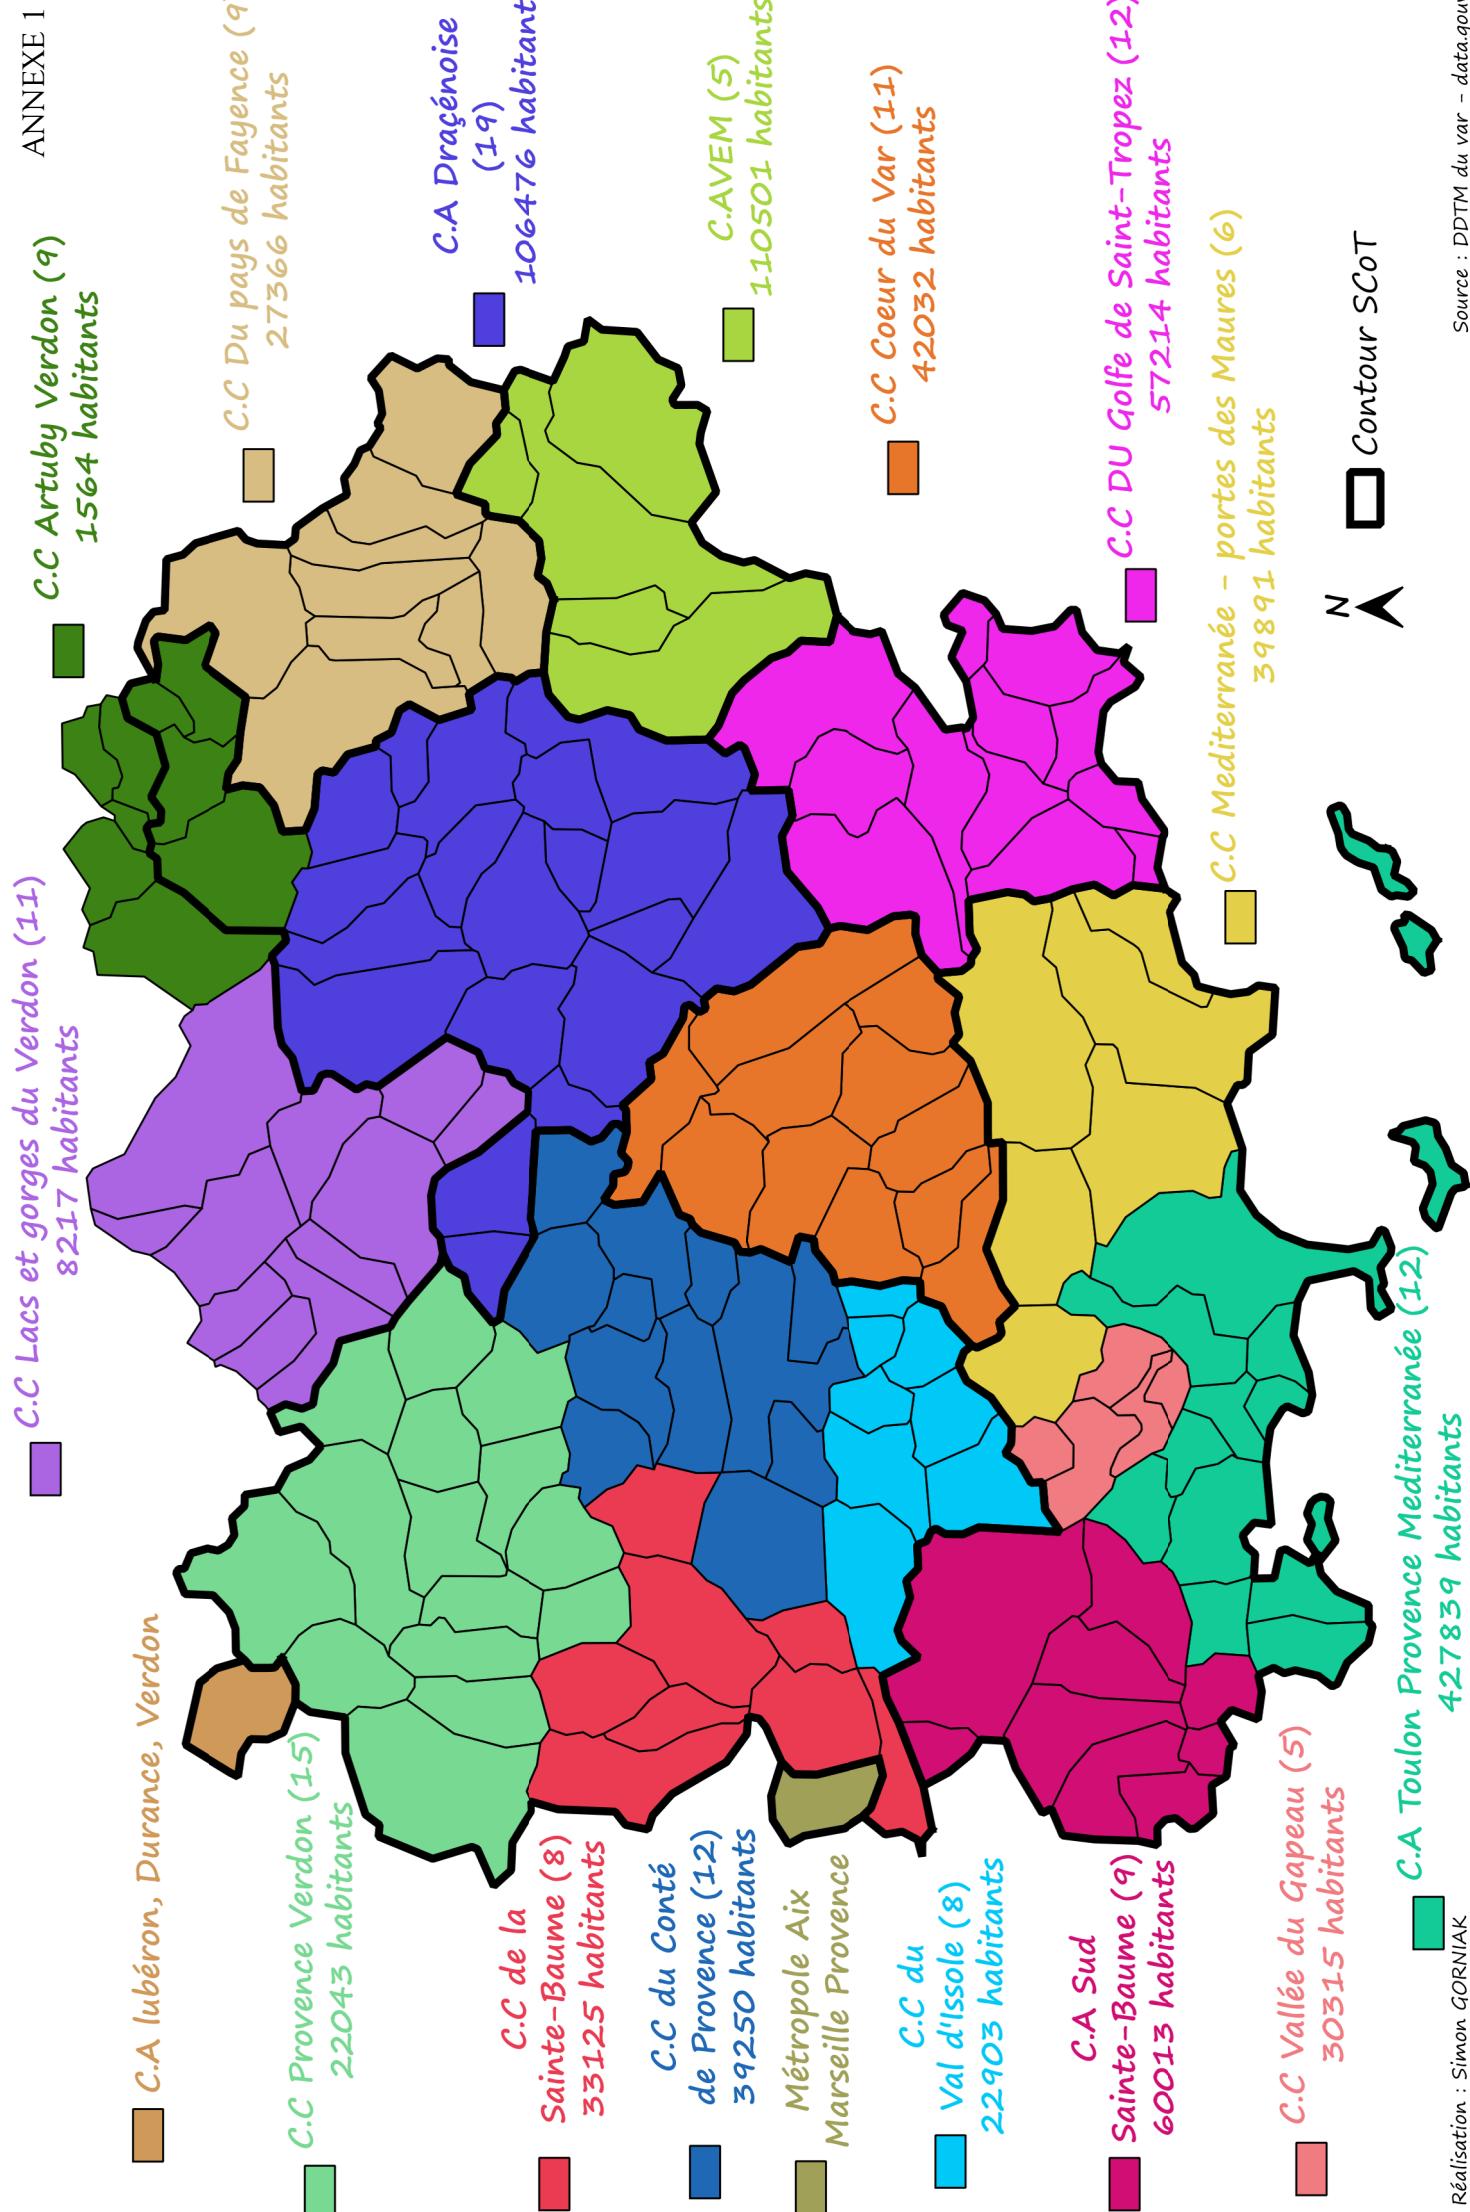 ANNEXE 1
C.C Lacs et gorges du Verdon (11)
8217 habitants
C.C Artuby Verdon (9)
1564 habitants
C.A lubéron, Durance, Verdon
C.C Du pays de Fayence (9
27366 habitants
C.C Provence Verdon (15)
22043 habitants
C.A Draçénoise
(19)
106476 habitant
C.C de la
Sainte-Baume (8)
33125 habitants
C.C du Conté
de Provence (12)
39250 habitants
C.AVEM (5)
110501 habitants
Métropole Aix
Marseille Provence
C.C Coeur du Var (11)
42032 habitants
C.C du
Val d'Issole (8)
22903 habitants
C.A Sud
Sainte-Baume (9)
60013 habitants
C.C DU Golfe de Saint-Tropez (12)
57214 habitants
C.C Mediterranée - portes des Maures (6)
39891 habitants
C.C Vallée du Gapeau (5)
30315 habitants
N
Contour SCoT
C.A Toulon Provence Mediterranée (12)
427839 habitants
Réalisation : Simon GORNIAK
Source : DDTM du var - data.gou